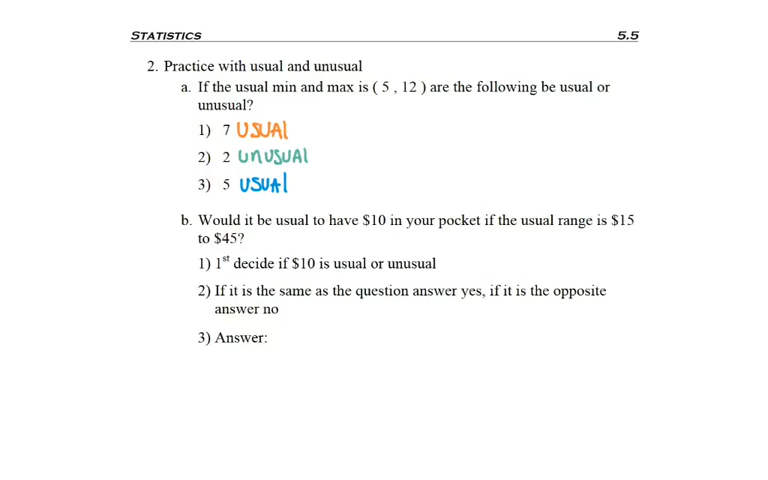 STATISTICS 5.5
2. Practice with usual and unusual
a. If the usual min and max is ( 5 , 12 ) are the following be usual or
unusual?
1) 7 USUAl
2) 2 UnUSUAl
3) 5 USUAl
b. Would it be usual to have $10 in your pocket if the usual range is $15
to $45?
1) 1st decide if $10 is usual or unusual
2) If it is the same as the question answer yes, if it is the opposite
answer no
3) Answer: